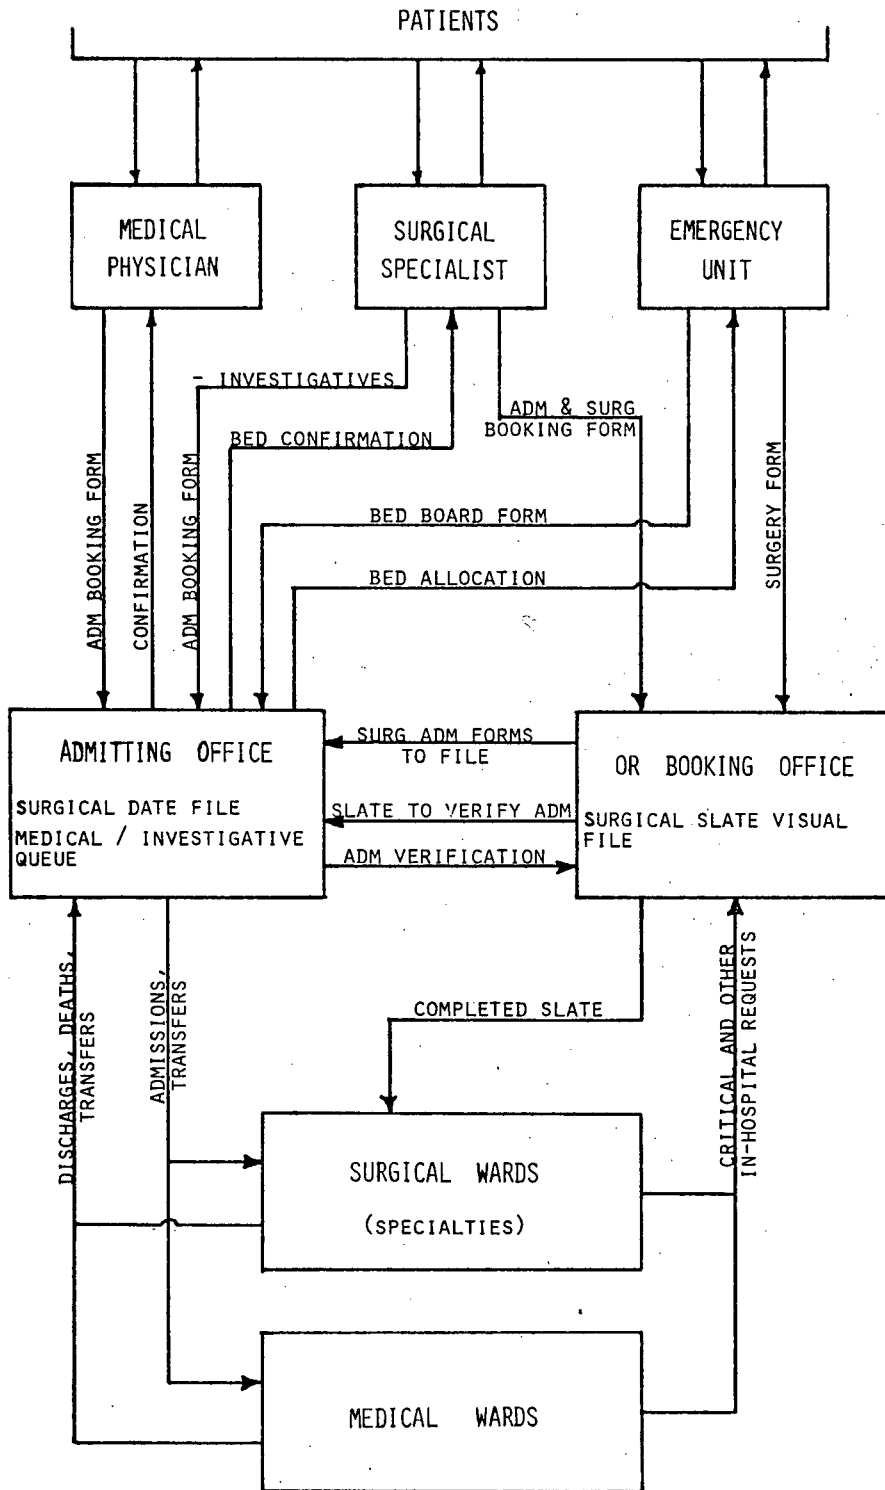 PATIENTS
MEDICAL
PHYSICIAN
SURGICAL
SPECIALIST
EMERGENCY
UNIT
- INVESTIGATIVES
ADM & SURG
BOOKING FORM
BED CONFIRMATION
ADM BOOKING FORM
CONFIRMATION
ADM BOOKING FORM
BED BOARD FORM
BED ALLOCATION
SURGERY FORM
ADMITTING OFFICE
SURGICAL DATE FILE
MEDICAL / INVESTIGATIVE
QUEUE
SURG ADM FORMS
TO FILE
SLATE TO VERIFY ADM
ADM VERIFICATION
OR BOOKING OFFICE
SURGICAL SLATE VISUAL
FILE
DISCHARGES, DEATHS,
TRANSFERS
ADMISSIONS,
TRANSFERS
COMPLETED SLATE
CRITICAL AND OTHER
IN-HOSPITAL REQUESTS
SURGICAL WARDS
(SPECIALTIES)
MEDICAL WARDS